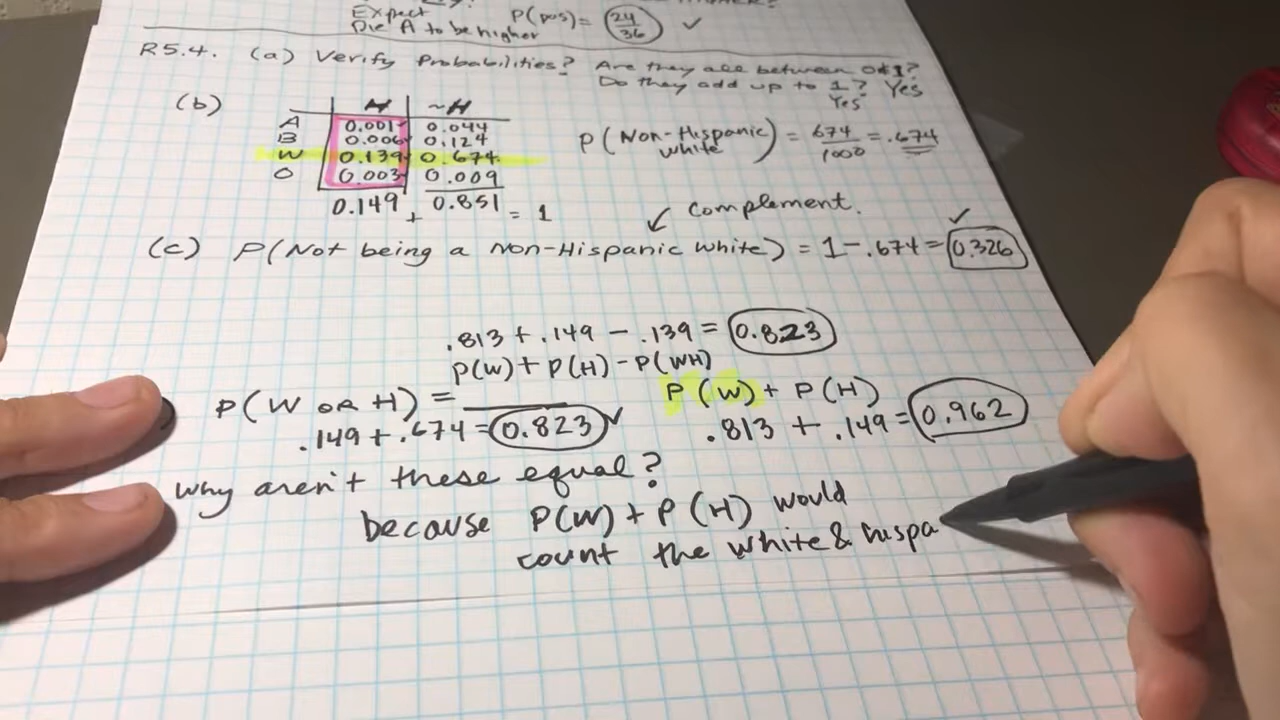 Expect P(pos) = 24/36 ✓
Die A to be higher
R5.4. (a) Verify Probabilities? Are they all between 0&1? Yes
Do they add up to 1? Yes
(b)
H ~H
A 0.001 0.044
B 0.006 0.124
W 0.139 0.674
O 0.003 0.009
0.149 + 0.851 = 1
P(Non-Hispanic white) = 674/1000 = .674
complement.
(c) P(Not being a Non-Hispanic white) = 1 - .674 = 0.326 ✓
.813 + .149 - .139 = 0.823
P(W) + P(H) - P(WH)
P(W OR H) =
.149 + .674 = 0.823 ✓
P(W) + P(H)
.813 + .149 = 0.962
Why aren't these equal?
because P(W) + P(H) would
count the white & hispa